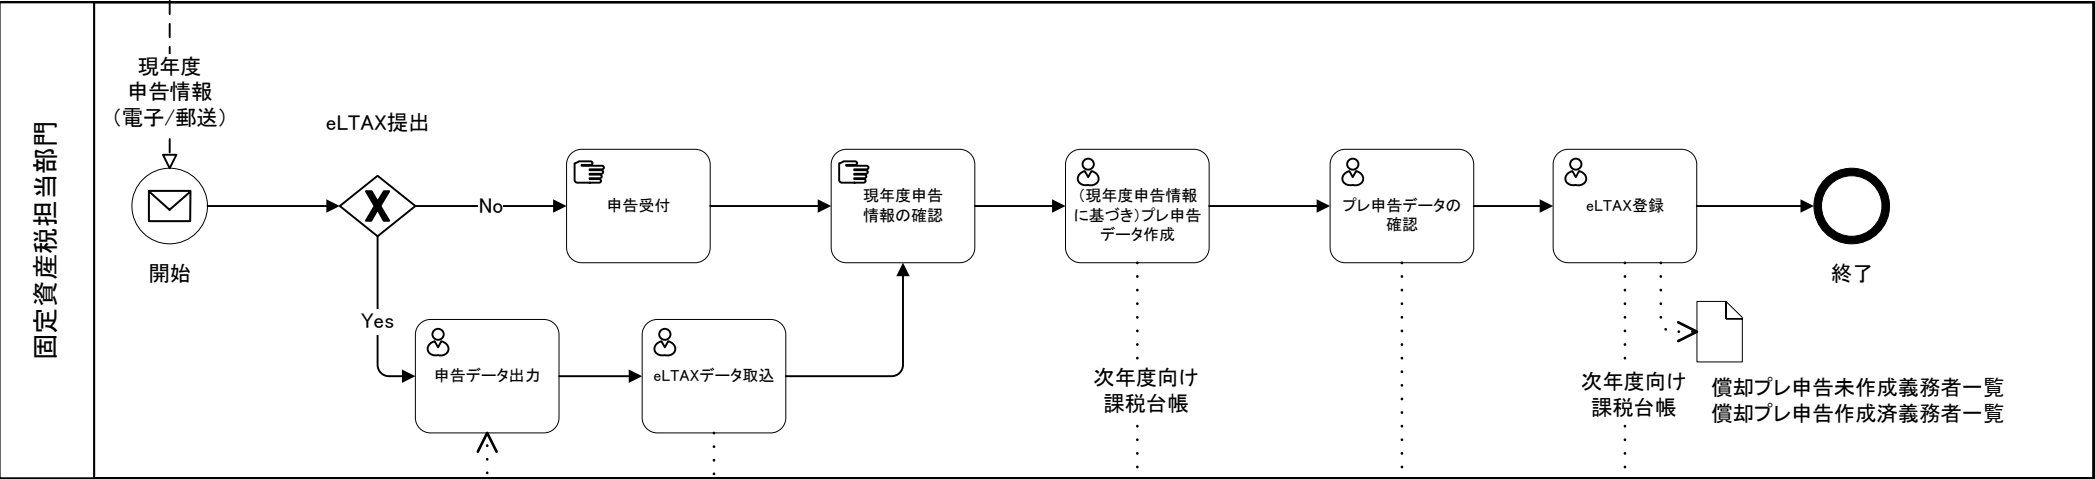 固定資産税担当部門
現年度
申告情報
（電子/郵送）
開始
eLTAX提出
No
Yes
申告受付
現年度申告
情報の確認
（現年度申告情報
に基づき）プレ申告
データ作成
プレ申告データの
確認
eLTAX登録
終了
申告データ出力
eLTAXデータ取込
次年度向け
課税台帳
次年度向け
課税台帳
償却プレ申告未作成義務者一覧
償却プレ申告作成済義務者一覧